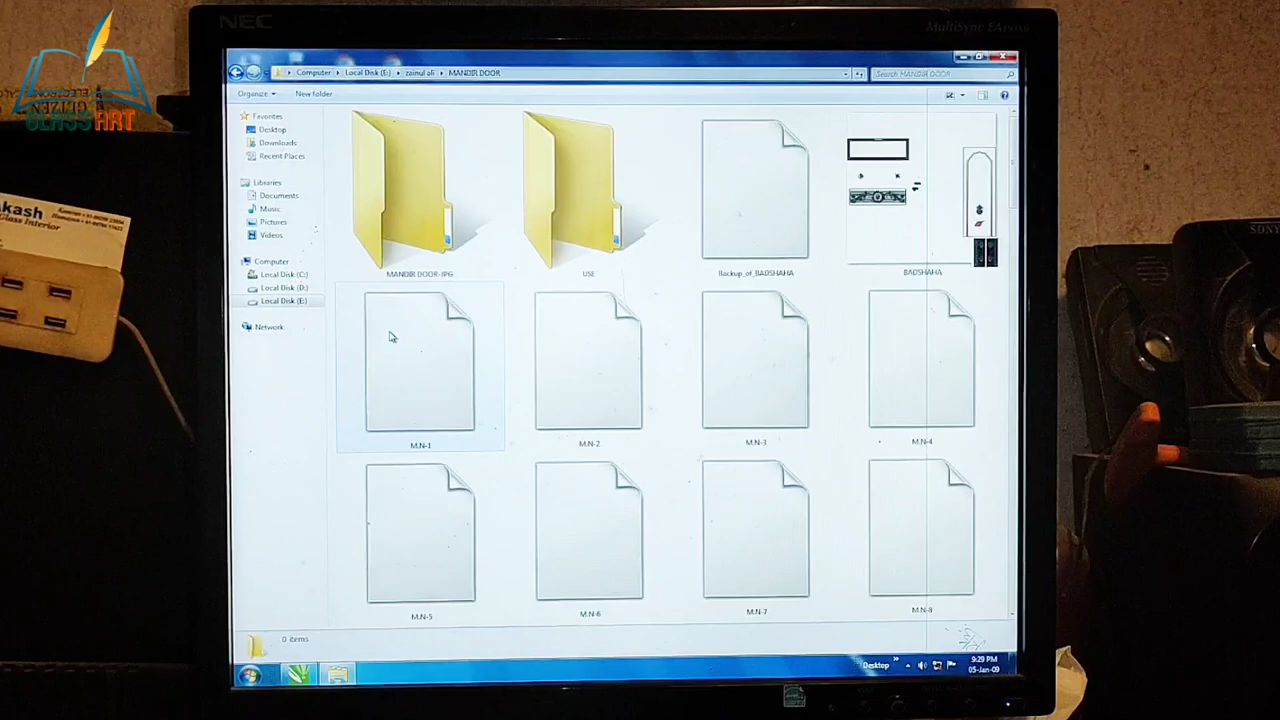 NEC
MultiSync
GLASS ART
Computer
Local Disk (E:)
zainul ali
MANDIR DOOR
Search MANDIR DOOR
Organize
New folder
Favorites
Desktop
Downloads
Recent Places
Libraries
Documents
Music
Pictures
Videos
Computer
Local Disk (C:)
Local Disk (D:)
Local Disk (E:)
Network
MANDIR DOOR-JPG
USE
Backup_of_BADSHAHA
BADSHAHA
M.N-1
M.N-2
M.N-3
M.N-4
M.N-5
M.N-6
M.N-7
M.N-8
0 items
Desktop
9:29 PM
05-Jan-09
Akash
Glass Interior
SONY